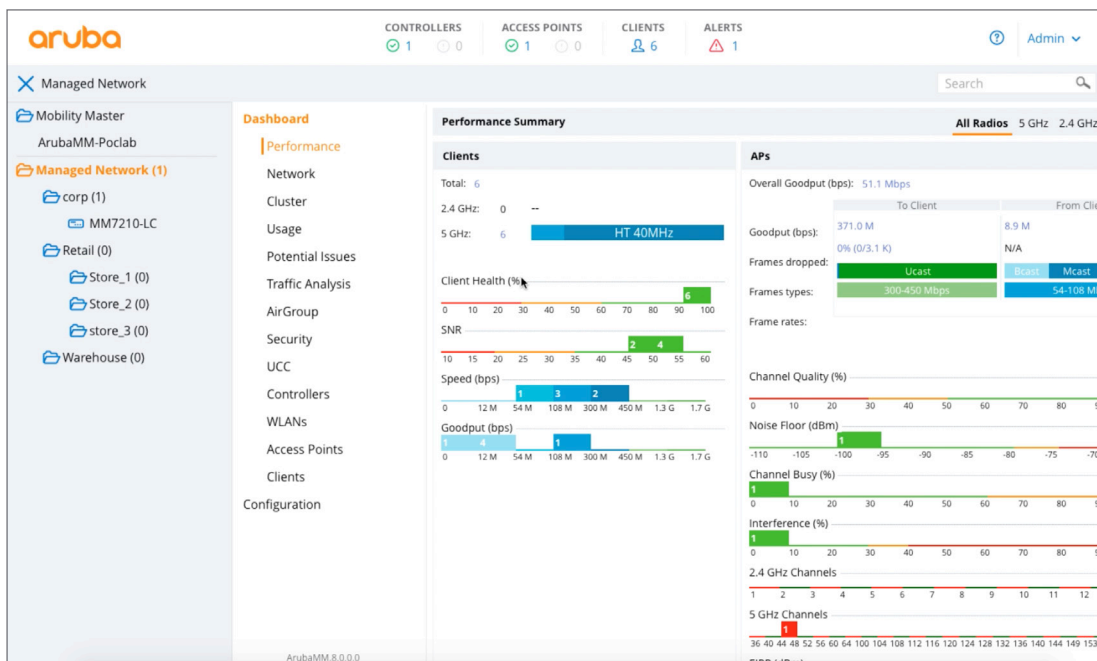 aruba
CONTROLLERS ACCESS POINTS CLIENTS ALERTS
1 0 1 0 6 1
Admin
Managed Network
Search
Mobility Master
ArubaMM-Poclab
Managed Network (1)
corp (1)
MM7210-LC
Retail (0)
Store_1 (0)
Store_2 (0)
store_3 (0)
Warehouse (0)
Dashboard
Performance
Network
Cluster
Usage
Potential Issues
Traffic Analysis
AirGroup
Security
UCC
Controllers
WLANs
Access Points
Clients
Configuration
ArubaMM.8.0.0.0
Performance Summary
All Radios 5 GHz 2.4 GHz
Clients
Total: 6
2.4 GHz: 0 --
5 GHz: 6 HT 40MHz
Client Health (%)
6
0 10 20 30 40 50 60 70 80 90 100
SNR
2 4
10 15 20 25 30 35 40 45 50 55 60
Speed (bps)
1 3 2
0 12 M 54 M 108 M 300 M 450 M 1.3 G 1.7 G
Goodput (bps)
1 4 1
0 12 M 54 M 108 M 300 M 450 M 1.3 G 1.7 G
APs
Overall Goodput (bps): 51.1 Mbps
To Client From Clie
Goodput (bps): 371.0 M 8.9 M
0% (0/3.1 K) N/A
Frames dropped:
Ucast Bcast Mcast
Frames types: 300-450 Mbps 54-108 M
Frame rates:
Channel Quality (%)
0 10 20 30 40 50 60 70 80
Noise Floor (dBm)
1
-110 -105 -100 -95 -90 -85 -80 -75 -70
Channel Busy (%)
1
0 10 20 30 40 50 60 70 80
Interference (%)
1
0 10 20 30 40 50 60 70 80
2.4 GHz Channels
1 2 3 4 5 6 7 8 9 10 11 12
5 GHz Channels
1
36 40 44 48 52 56 60 64 100 104 108 112 116 120 124 128 132 136 140 144 149 153